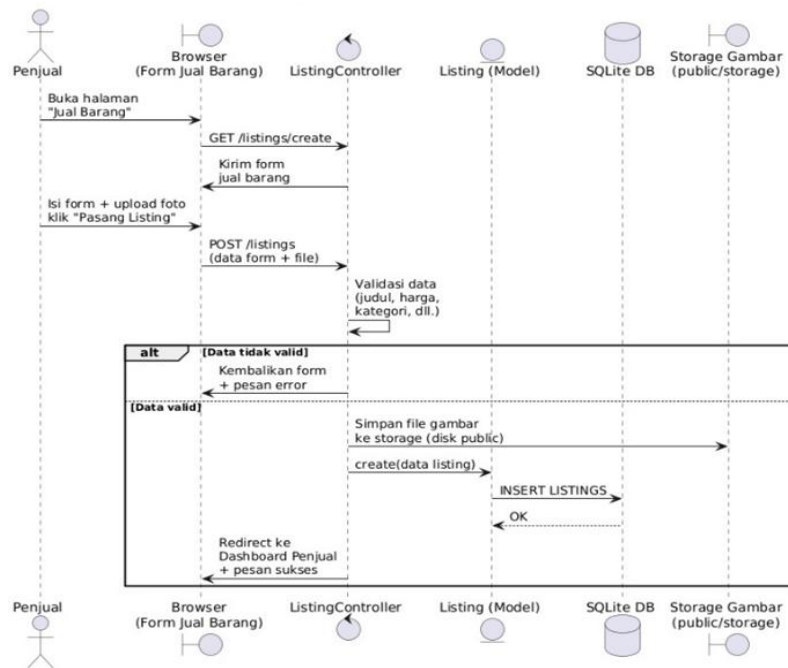 Penjual
Browser
(Form Jual Barang)
ListingController
Listing (Model)
SQLite DB
Storage Gambar
(public/storage)
Buka halaman
"Jual Barang"
GET /listings/create
Kirim form
jual barang
Isi form + upload foto
klik "Pasang Listing"
POST /listings
(data form + file)
Validasi data
(judul, harga,
kategori, dll.)
alt
[Data tidak valid]
Kembalikan form
+ pesan error
[Data valid]
Simpan file gambar
ke storage (disk public)
create(data listing)
INSERT LISTINGS
OK
Redirect ke
Dashboard Penjual
+ pesan sukses
Penjual
Browser
(Form Jual Barang)
ListingController
Listing (Model)
SQLite DB
Storage Gambar
(public/storage)